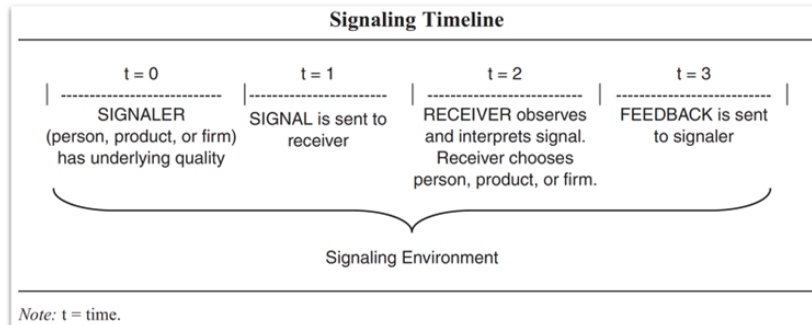 Signaling Timeline
t = 0
t = 1
t = 2
t = 3
SIGNALER
(person, product, or firm)
has underlying quality
SIGNAL is sent to
receiver
RECEIVER observes
and interprets signal.
Receiver chooses
person, product, or firm.
FEEDBACK is sent
to signaler
Signaling Environment
Note: t = time.